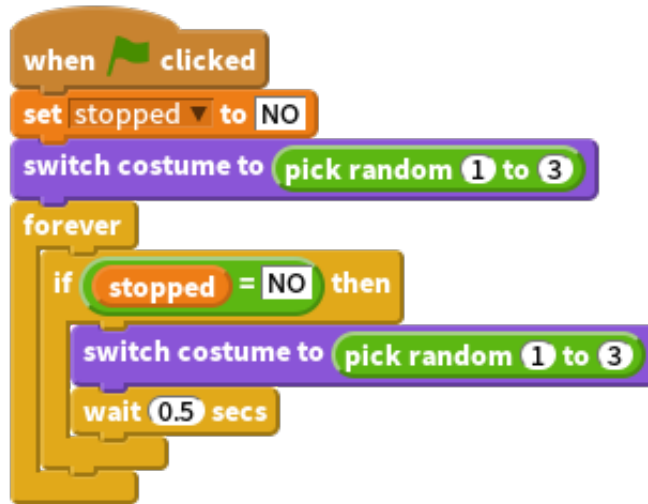 when clicked
set stopped to NO
switch costume to pick random 1 to 3
forever
if stopped = NO then
switch costume to pick random 1 to 3
wait 0.5 secs